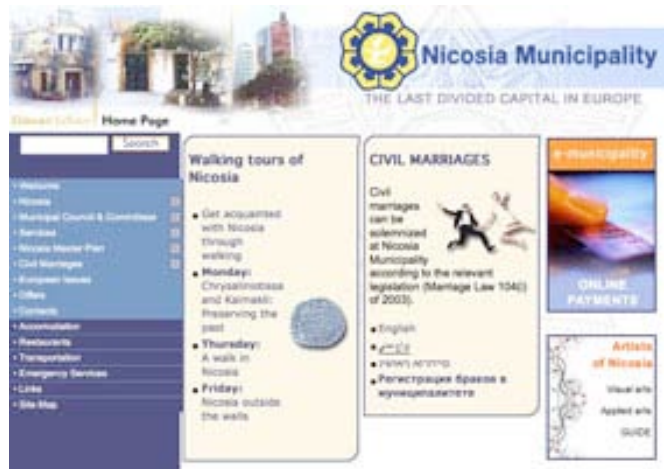 Nicosia Municipality
THE LAST DIVIDED CAPITAL IN EUROPE
Home Page
Search
• Welcome
• Nicosia
• Municipal Council & Committees
• Services
• Nicosia Master Plan
• Civil Marriages
• European Issues
• Offers
• Contacts
• Accomodation
• Restaurants
• Transportation
• Emergency Services
• Links
• Site Map
Walking tours of
Nicosia
• Get acquainted
with Nicosia
through
walking
• Monday:
Chrysaliniotissa
and Kaimakli:
Preserving the
past
• Thursday:
A walk in
Nicosia
• Friday:
Nicosia outside
the walls
CIVIL MARRIAGES
Civil
marriages
can be
solemnized
at Nicosia
Municipality
according to the relevant
legislation (Marriage Law 104(I)
of 2003).
• English
• Регистрация браков в
муниципалитете
e-municipality
ONLINE
PAYMENTS
Artists
of Nicosia
Visual arts
Applied arts
GUIDE